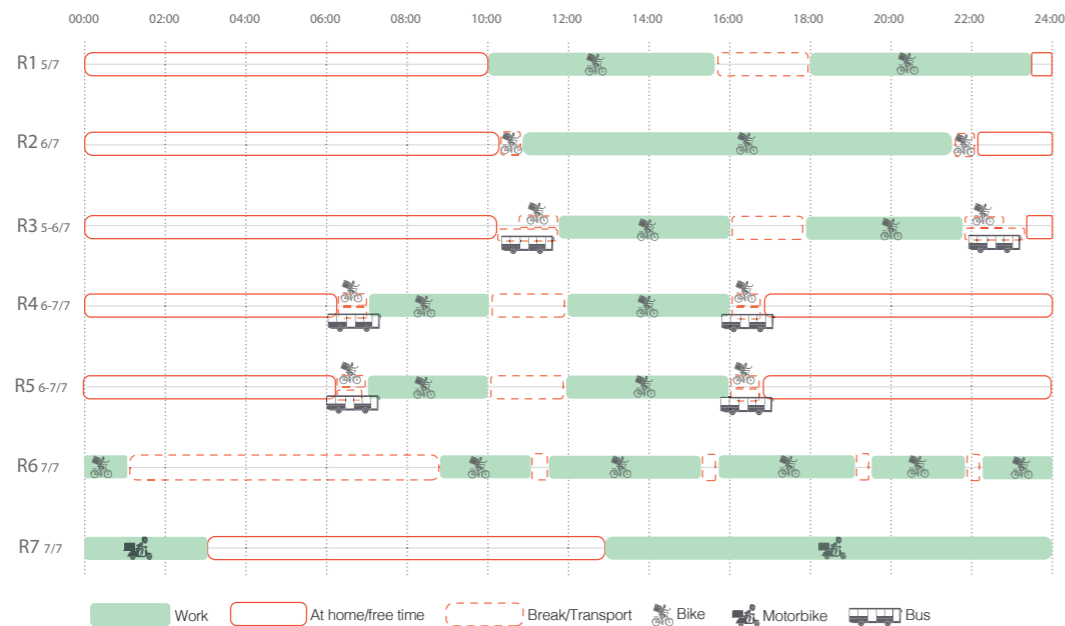 00:00 04:00 06:00 08:00 10:00 12:00 14:00 16:00 18:00 20:00 22:00 24:00
R1 5/7
R2 6/7
R3 5-6/7
R4 6-7/7
R5 6-7/7
R6 7/7
R7 7/7
Work At home/free time Break/Transport Bike Motorbike Bus